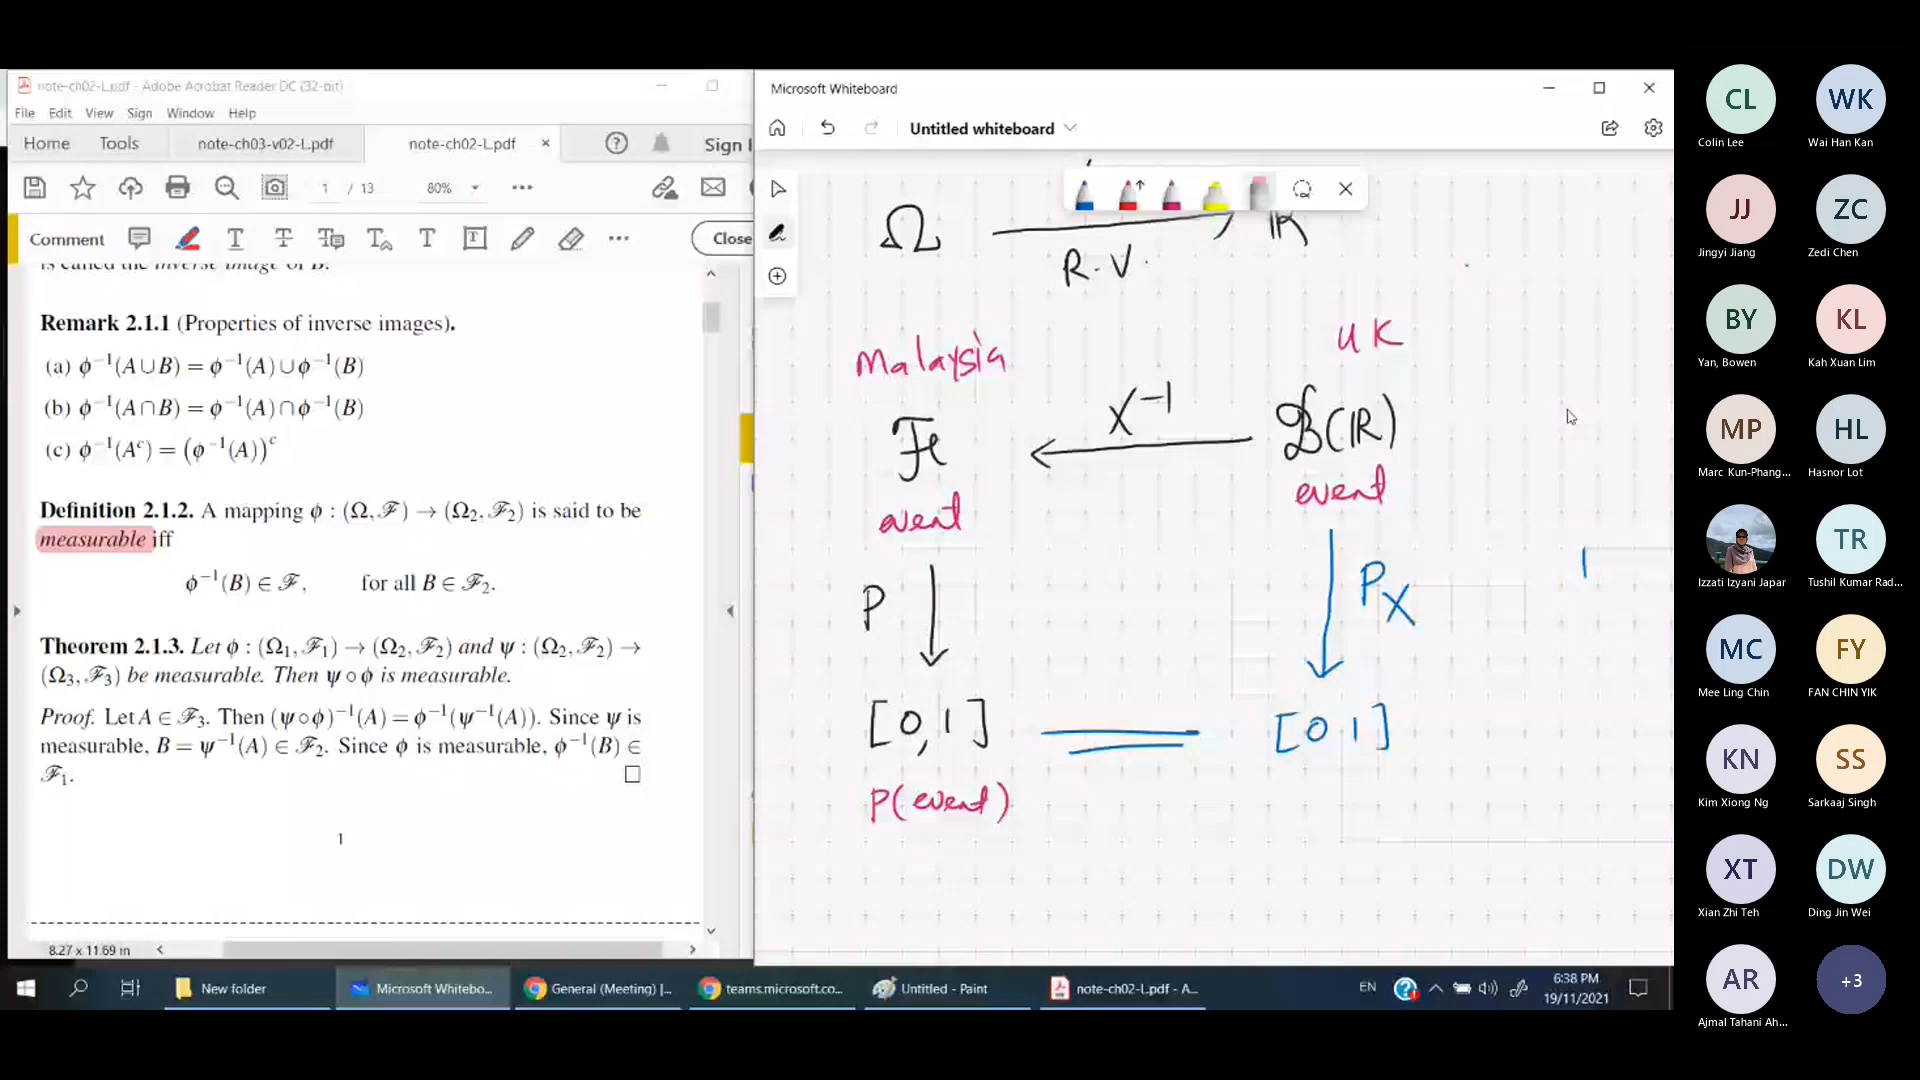 note-ch02-L.pdf - Adobe Acrobat Reader DC (32-bit)
File Edit View Sign Window Help
Home Tools note-ch03-v02-L.pdf note-ch02-L.pdf × Sign I
1 / 13 80%
Comment Close
is called the inverse image of B.
Remark 2.1.1 (Properties of inverse images).
(a) ϕ⁻¹(A∪B) = ϕ⁻¹(A)∪ϕ⁻¹(B)
(b) ϕ⁻¹(A∩B) = ϕ⁻¹(A)∩ϕ⁻¹(B)
(c) ϕ⁻¹(Aᶜ) = (ϕ⁻¹(A))ᶜ
Definition 2.1.2. A mapping ϕ : (Ω, ℱ) → (Ω₂, ℱ₂) is said to be
measurable iff
ϕ⁻¹(B) ∈ ℱ, for all B ∈ ℱ₂.
Theorem 2.1.3. Let ϕ : (Ω₁, ℱ₁) → (Ω₂, ℱ₂) and ψ : (Ω₂, ℱ₂) →
(Ω₃, ℱ₃) be measurable. Then ψ ∘ ϕ is measurable.
Proof. Let A ∈ ℱ₃. Then (ψ∘ϕ)⁻¹(A) = ϕ⁻¹(ψ⁻¹(A)). Since ψ is
measurable, B = ψ⁻¹(A) ∈ ℱ₂. Since ϕ is measurable, ϕ⁻¹(B) ∈
ℱ₁. □
1
8.27 x 11.69 in
Microsoft Whiteboard
Untitled whiteboard
Ω ℝ
R.V.
Malaysia UK
ℱ X⁻¹ ℬ(ℝ)
event event
P P_X
[0,1] [0 1]
P(event)
New folder Microsoft Whitebo... General (Meeting) |... teams.microsoft.co... Untitled - Paint note-ch02-L.pdf - A...
EN 6:38 PM
19/11/2021
CL WK
Colin Lee Wai Han Kan
JJ ZC
Jingyi Jiang Zedi Chen
BY KL
Yan, Bowen Kah Xuan Lim
MP HL
Marc Kun-Phang... Hasnor Lot
TR
Izzati Izyani Japar Tushil Kumar Rad...
MC FY
Mee Ling Chin FAN CHIN YIK
KN SS
Kim Xiong Ng Sarkaaj Singh
XT DW
Xian Zhi Teh Ding Jin Wei
AR +3
Ajmal Tahani Ah...